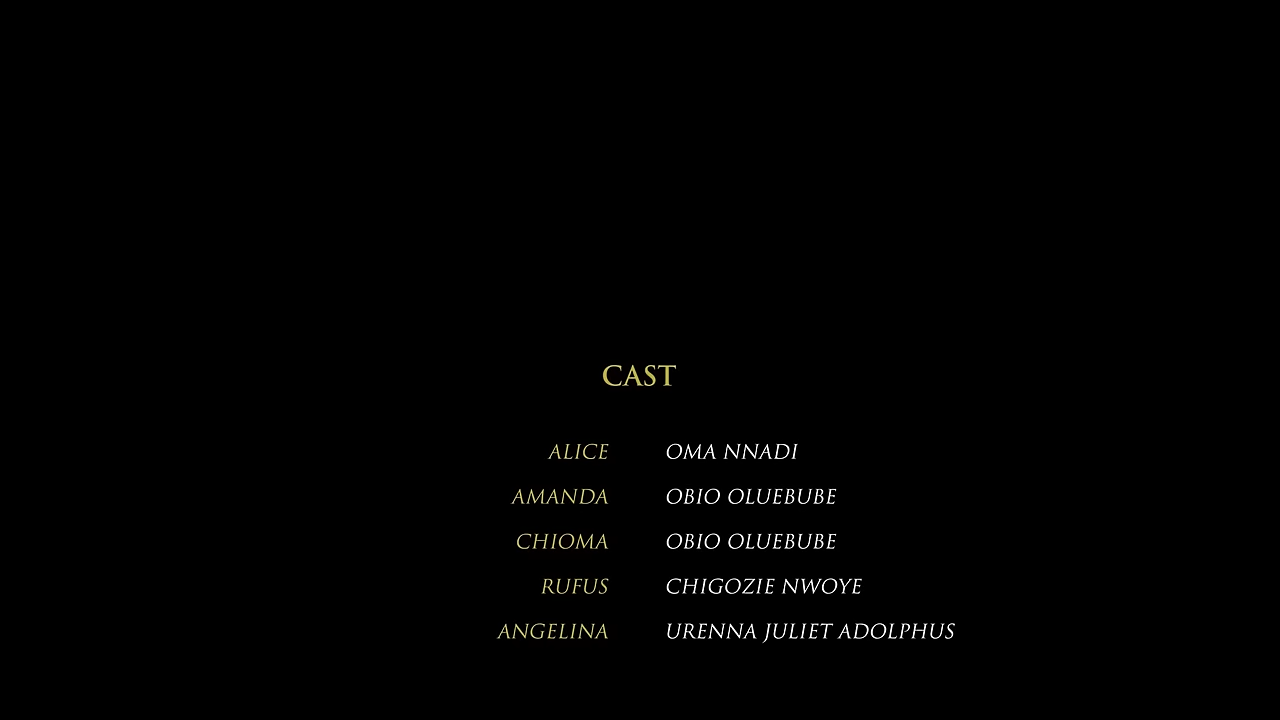 CAST
ALICE OMA NNADI
AMANDA OBIO OLUEBUBE
CHIOMA OBIO OLUEBUBE
RUFUS CHIGOZIE NWOYE
ANGELINA URENNA JULIET ADOLPHUS